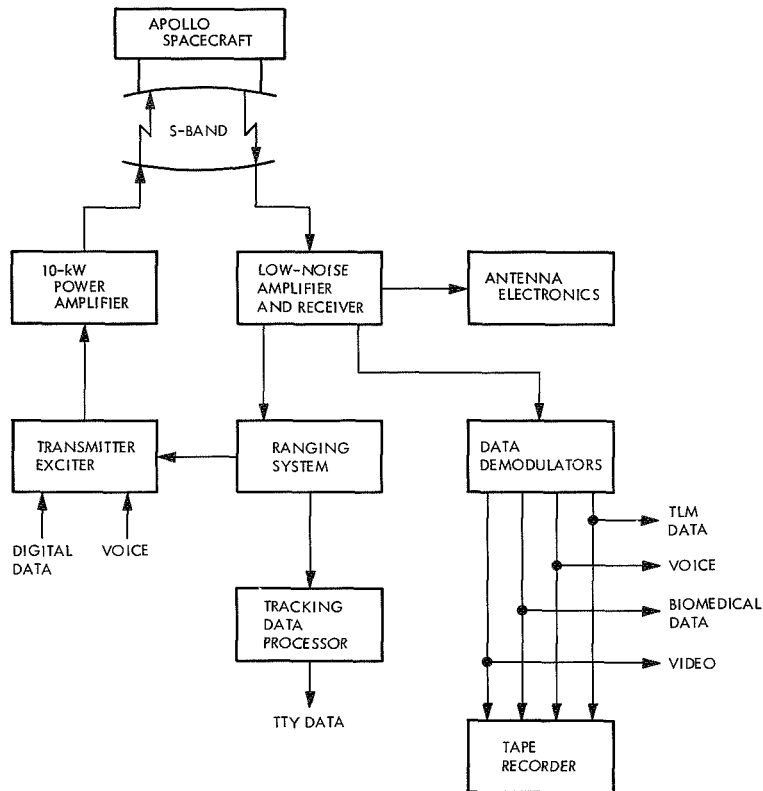 APOLLO
SPACECRAFT
S-BAND
10-kW
POWER
AMPLIFIER
LOW-NOISE
AMPLIFIER
AND RECEIVER
ANTENNA
ELECTRONICS
TRANSMITTER
EXCITER
RANGING
SYSTEM
DATA
DEMODULATORS
DIGITAL
DATA
VOICE
TLM
DATA
VOICE
BIOMEDICAL
DATA
VIDEO
TRACKING
DATA
PROCESSOR
TTY DATA
TAPE
RECORDER